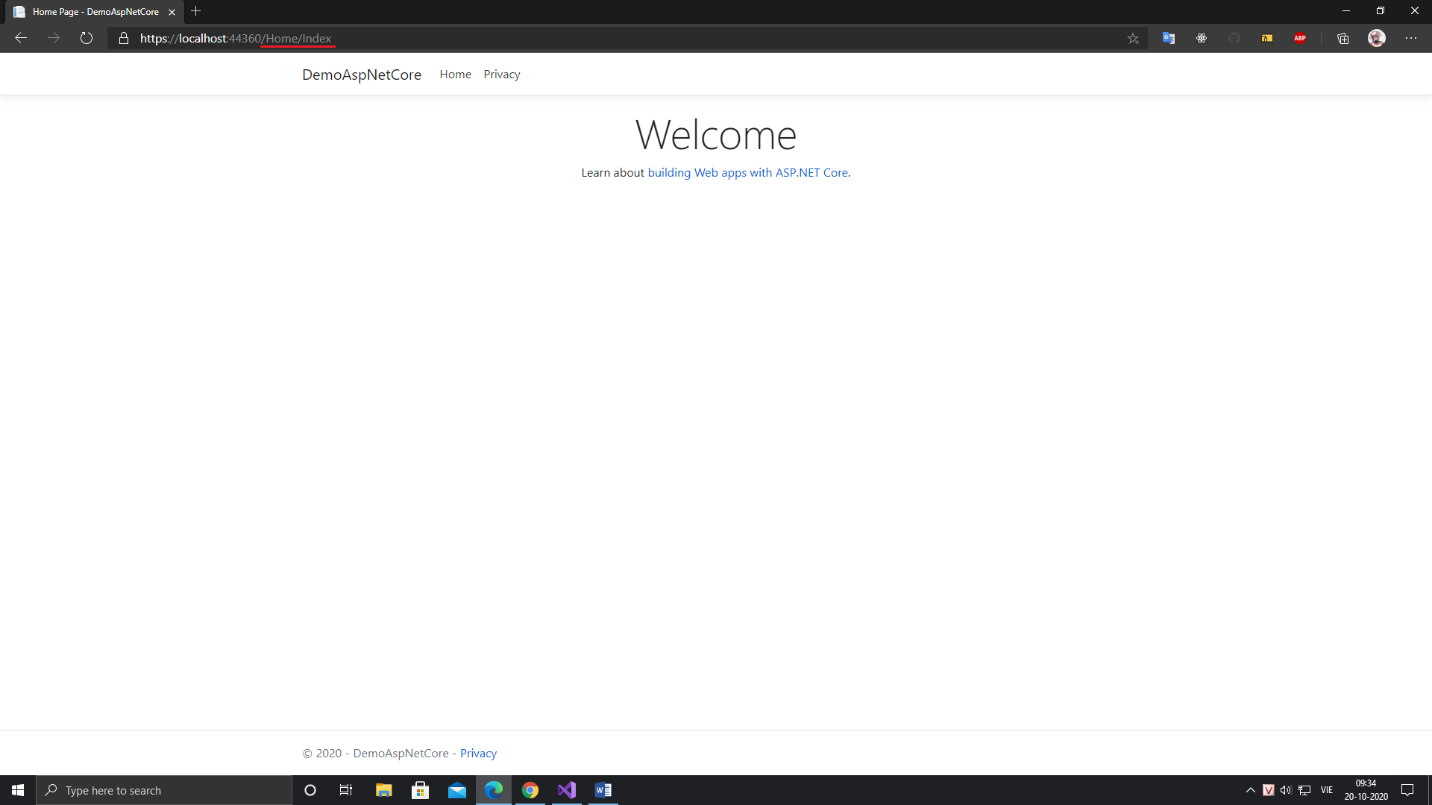 Home Page - DemoAspNetCore
https://localhost:44360/Home/Index
ABP
DemoAspNetCore Home Privacy
Welcome
Learn about building Web apps with ASP.NET Core.
© 2020 - DemoAspNetCore - Privacy
Type here to search
V
VIE
09:34
20-10-2020